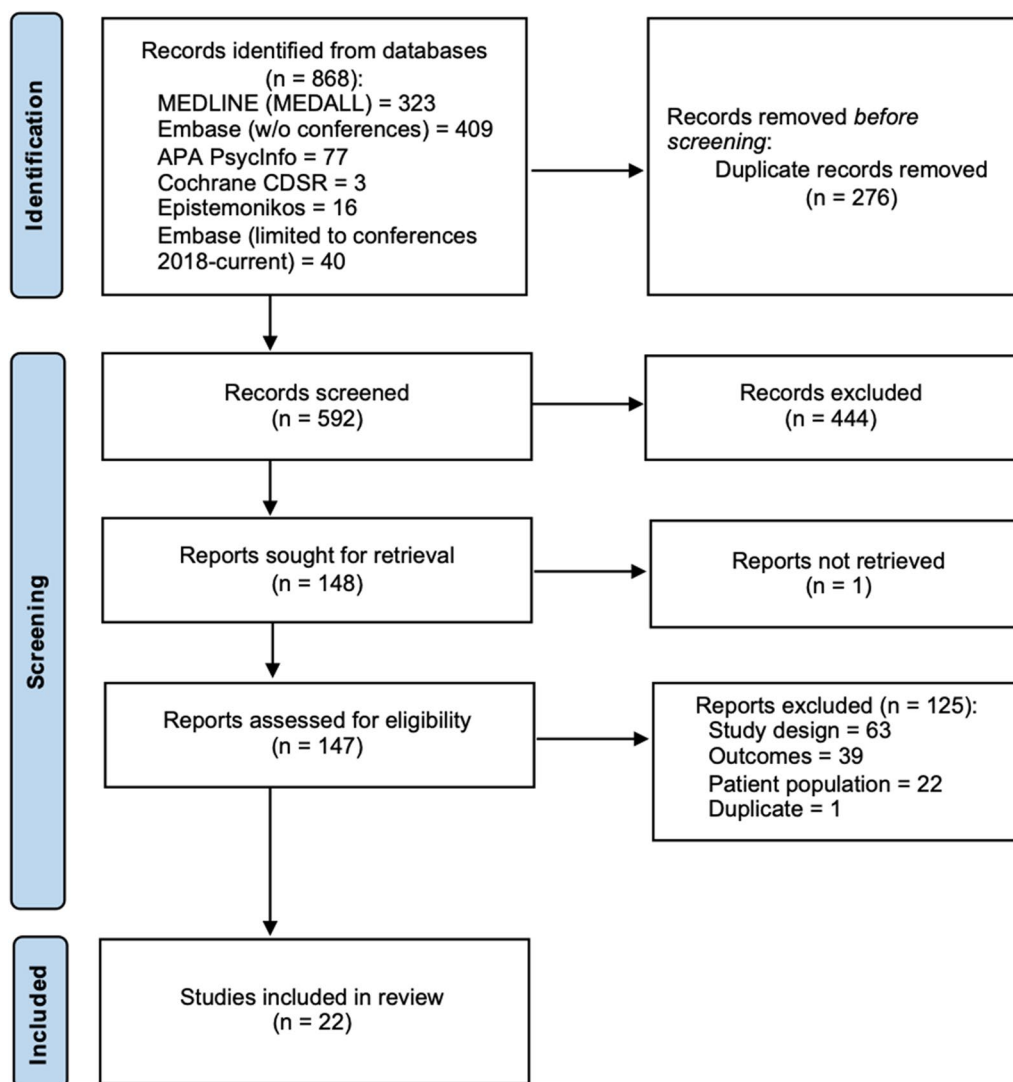 Identification
Records identified from databases
(n = 868):
MEDLINE (MEDALL) = 323
Embase (w/o conferences) = 409
APA PsycInfo = 77
Cochrane CDSR = 3
Epistemonikos = 16
Embase (limited to conferences
2018-current) = 40
Records removed before
screening:
Duplicate records removed
(n = 276)
Screening
Records screened
(n = 592)
Records excluded
(n = 444)
Reports sought for retrieval
(n = 148)
Reports not retrieved
(n = 1)
Reports assessed for eligibility
(n = 147)
Reports excluded (n = 125):
Study design = 63
Outcomes = 39
Patient population = 22
Duplicate = 1
Included
Studies included in review
(n = 22)